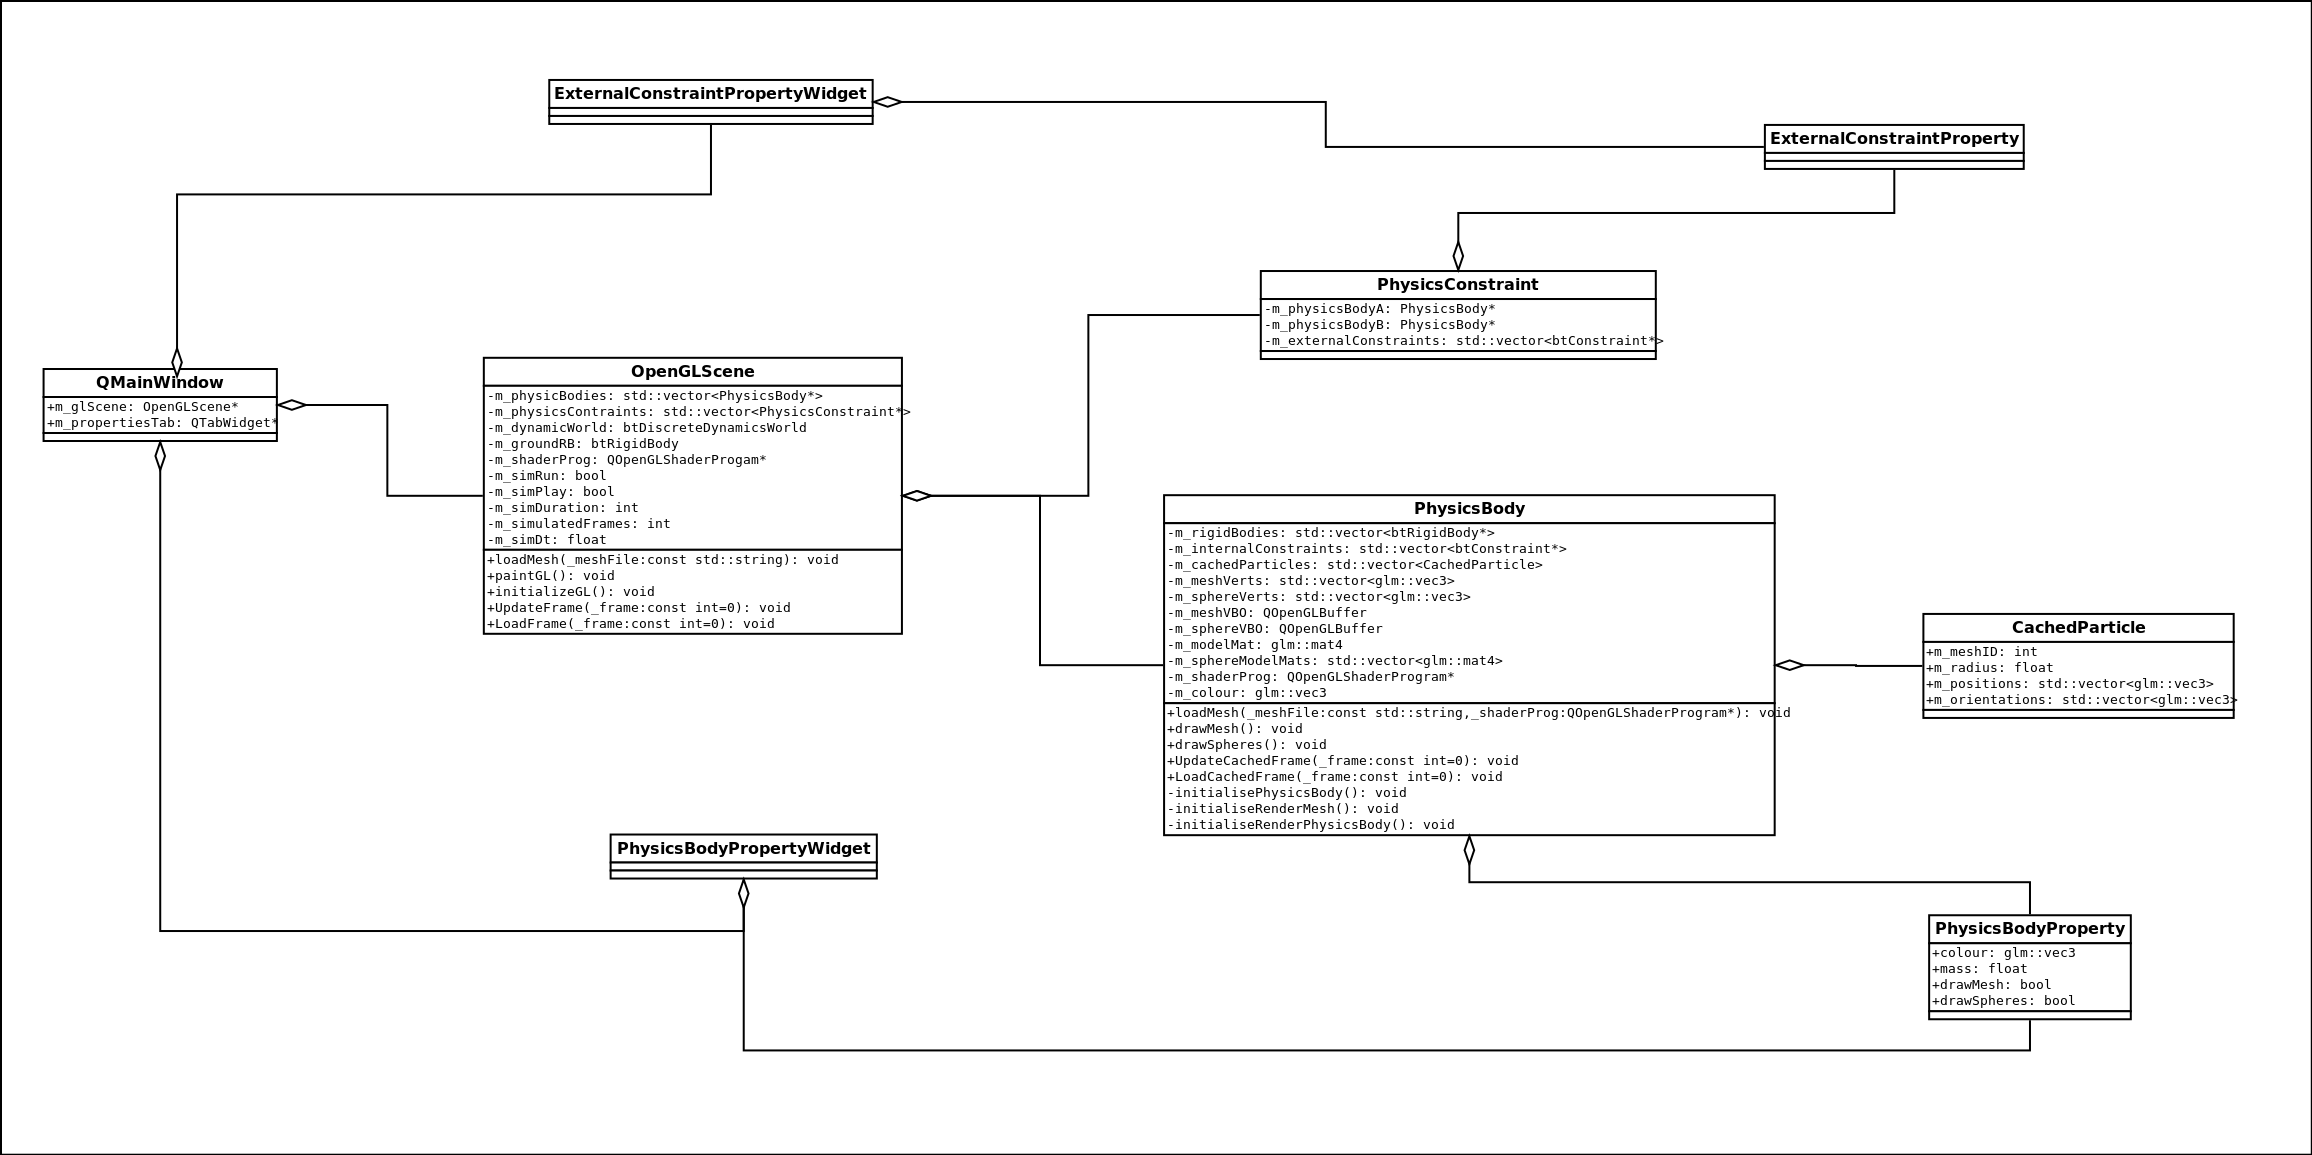 ExternalConstraintPropertyWidget
ExternalConstraintProperty
PhysicsConstraint
-m_physicsBodyA: PhysicsBody*
-m_physicsBodyB: PhysicsBody*
-m_externalConstraints: std::vector<btConstraint*>
QMainWindow
+m_glScene: OpenGLScene*
+m_propertiesTab: QTabWidget*
OpenGLScene
-m_physicBodies: std::vector<PhysicsBody*>
-m_physicsContraints: std::vector<PhysicsConstraint*>
-m_dynamicWorld: btDiscreteDynamicsWorld
-m_groundRB: btRigidBody
-m_shaderProg: QOpenGLShaderProgam*
-m_simRun: bool
-m_simPlay: bool
-m_simDuration: int
-m_simulatedFrames: int
-m_simDt: float
+loadMesh(_meshFile:const std::string): void
+paintGL(): void
+initializeGL(): void
+UpdateFrame(_frame:const int=0): void
+LoadFrame(_frame:const int=0): void
PhysicsBody
-m_rigidBodies: std::vector<btRigidBody*>
-m_internalConstraints: std::vector<btConstraint*>
-m_cachedParticles: std::vector<CachedParticle>
-m_meshVerts: std::vector<glm::vec3>
-m_sphereVerts: std::vector<glm::vec3>
-m_meshVBO: QOpenGLBuffer
-m_sphereVBO: QOpenGLBuffer
-m_modelMat: glm::mat4
-m_sphereModelMats: std::vector<glm::mat4>
-m_shaderProg: QOpenGLShaderProgram*
-m_colour: glm::vec3
+loadMesh(_meshFile:const std::string,_shaderProg:QOpenGLShaderProgram*): void
+drawMesh(): void
+drawSpheres(): void
+UpdateCachedFrame(_frame:const int=0): void
+LoadCachedFrame(_frame:const int=0): void
-initialisePhysicsBody(): void
-initialiseRenderMesh(): void
-initialiseRenderPhysicsBody(): void
CachedParticle
+m_meshID: int
+m_radius: float
+m_positions: std::vector<glm::vec3>
+m_orientations: std::vector<glm::vec3>
PhysicsBodyPropertyWidget
PhysicsBodyProperty
+colour: glm::vec3
+mass: float
+drawMesh: bool
+drawSpheres: bool